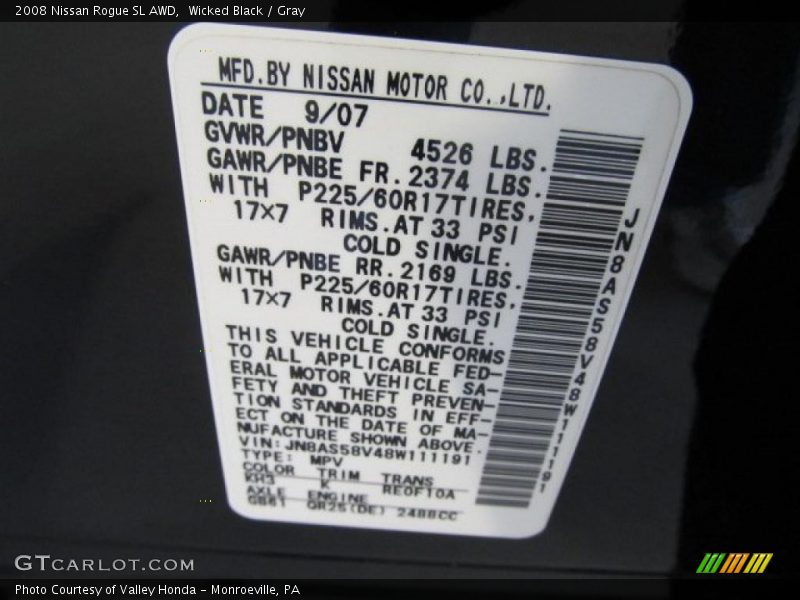 2008 Nissan Rogue SL AWD,  Wicked Black / Gray
MFD.BY NISSAN MOTOR CO.,LTD.
DATE 9/07
GVWR/PNBV 4526 LBS.
GAWR/PNBE FR.2374 LBS.
WITH P225/60R17TIRES,
17×7 RIMS.AT 33 PSI
COLD SINGLE.
GAWR/PNBE RR.2169 LBS.
WITH P225/60R17TIRES,
17×7 RIMS.AT 33 PSI
COLD SINGLE.
THIS VEHICLE CONFORMS
TO ALL APPLICABLE FED-
ERAL MOTOR VEHICLE SA-
FETY AND THEFT PREVEN-
TION STANDARDS IN EFF-
ECT ON THE DATE OF MA-
NUFACTURE SHOWN ABOVE.
VIN:JN8AS58V48W111191
TYPE: MPV
COLOR TRIM TRANS
KH3 K RE0F10A
AXLE ENGINE
GB61 QR25(DE) 2488CC
JN8AS58V48W111191
GTCARLOT.COM
Photo Courtesy of Valley Honda – Monroeville, PA